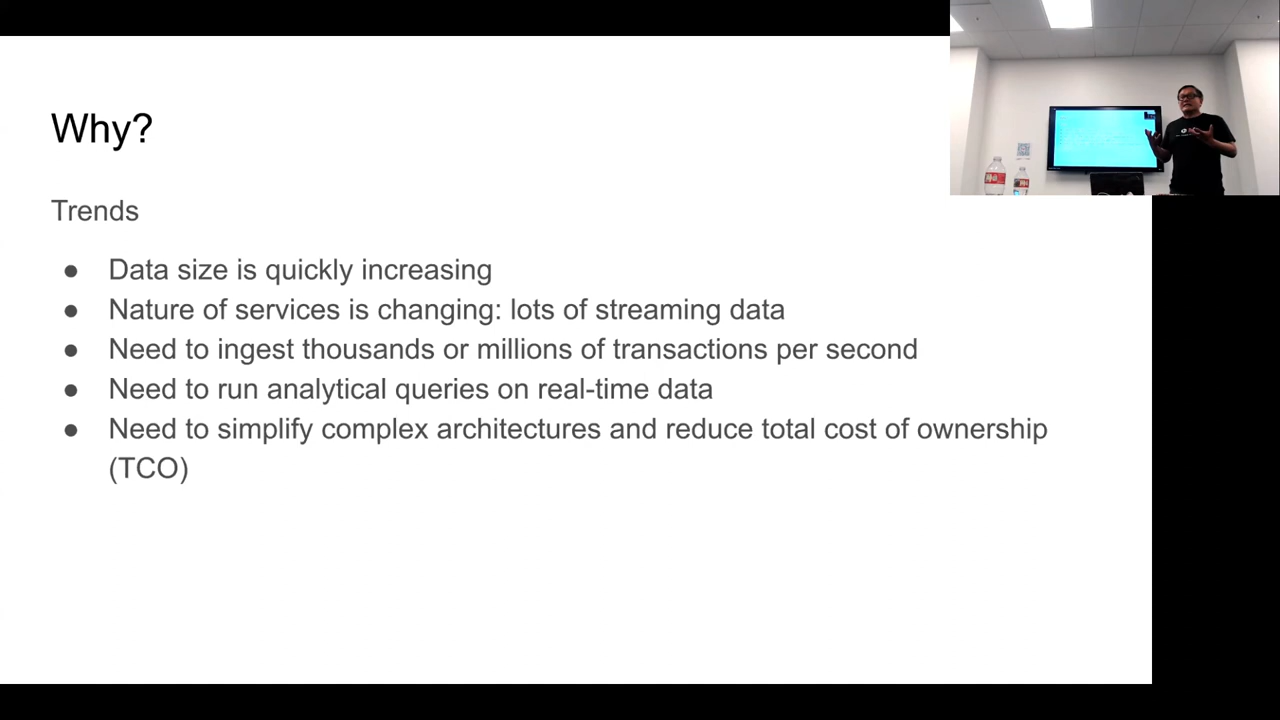 Why?
Trends
● Data size is quickly increasing
● Nature of services is changing: lots of streaming data
● Need to ingest thousands or millions of transactions per second
● Need to run analytical queries on real-time data
● Need to simplify complex architectures and reduce total cost of ownership
(TCO)